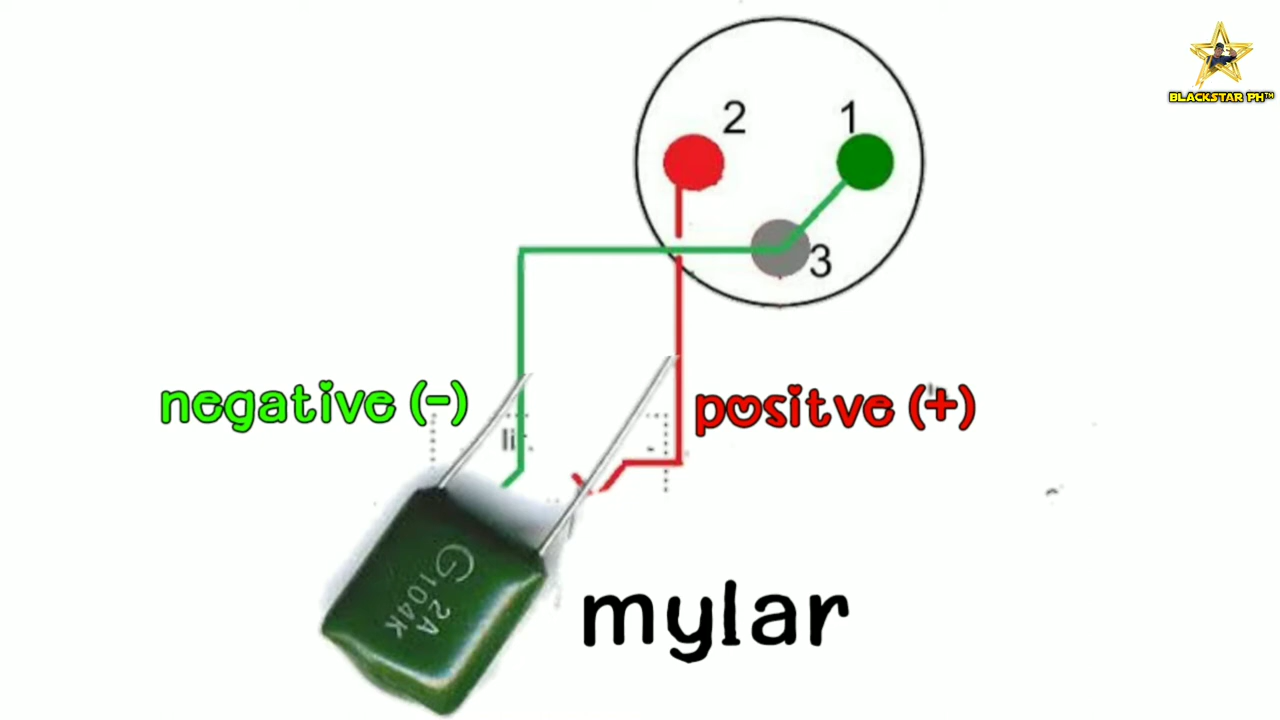 BLACKSTAR PH™
2
1
3
negative (-)
positve (+)
G
2A
104K
mylar